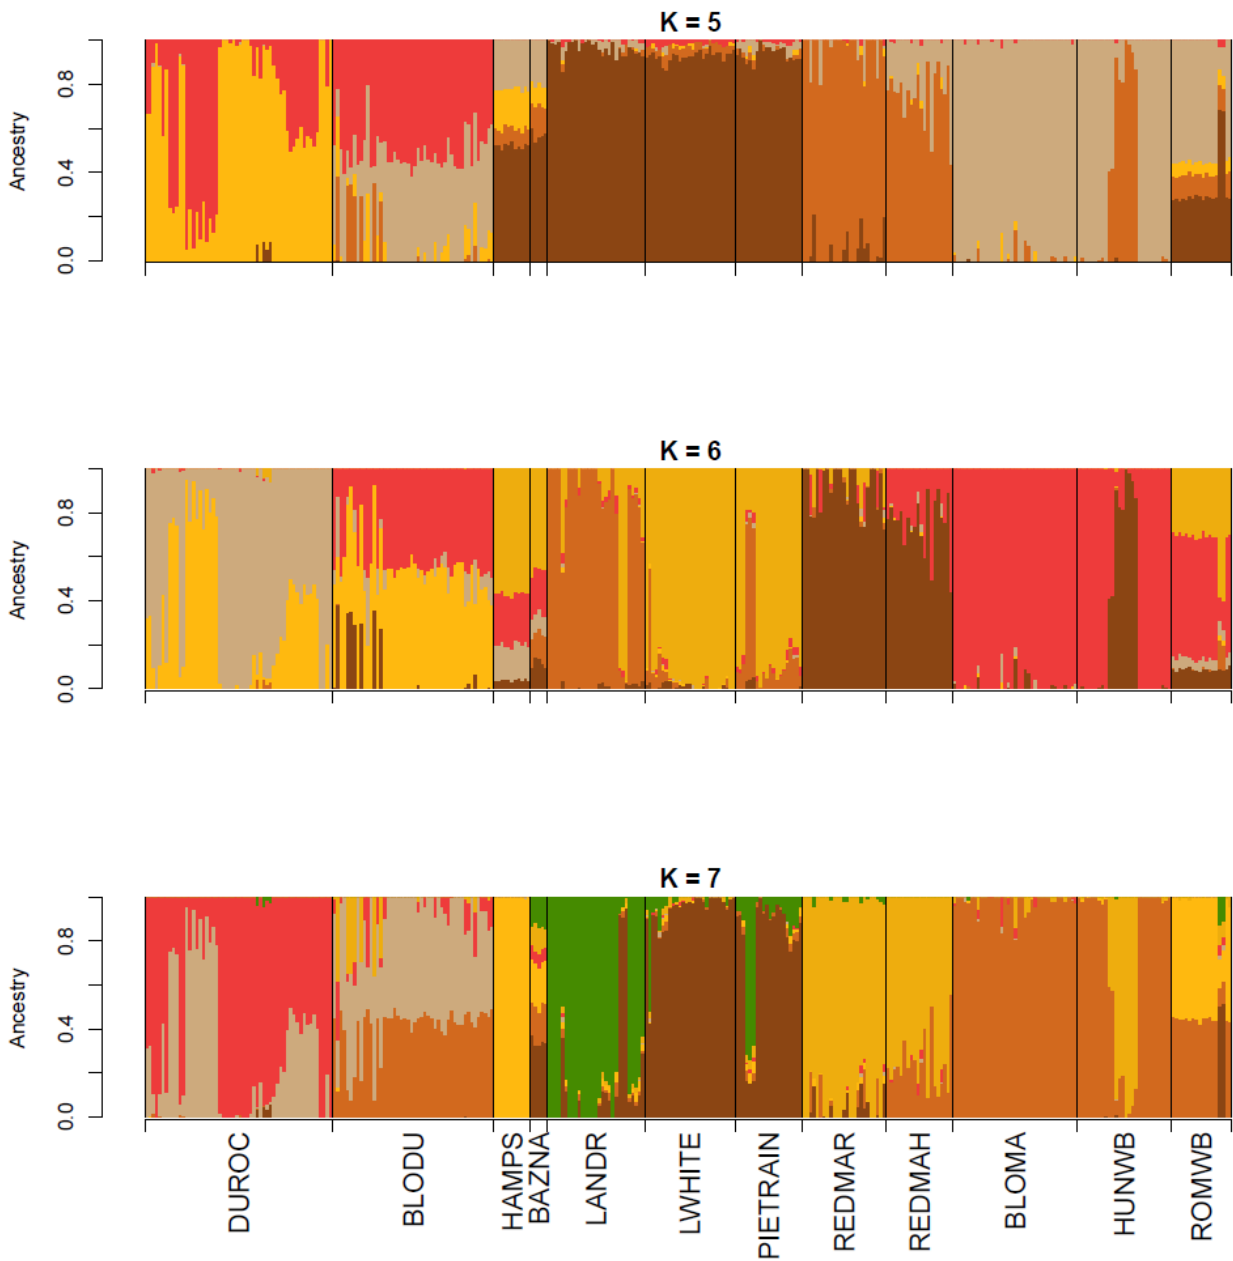 K = 5
Ancestry
0.8
0.4
0.0
K = 6
Ancestry
0.8
0.4
0.0
K = 7
Ancestry
0.8
0.4
0.0
DUROC
BLODU
HAMPS
BAZNA
LANDR
LWHITE
PIETRAIN
REDMAR
REDMAH
BLOMA
HUNWB
ROMWB